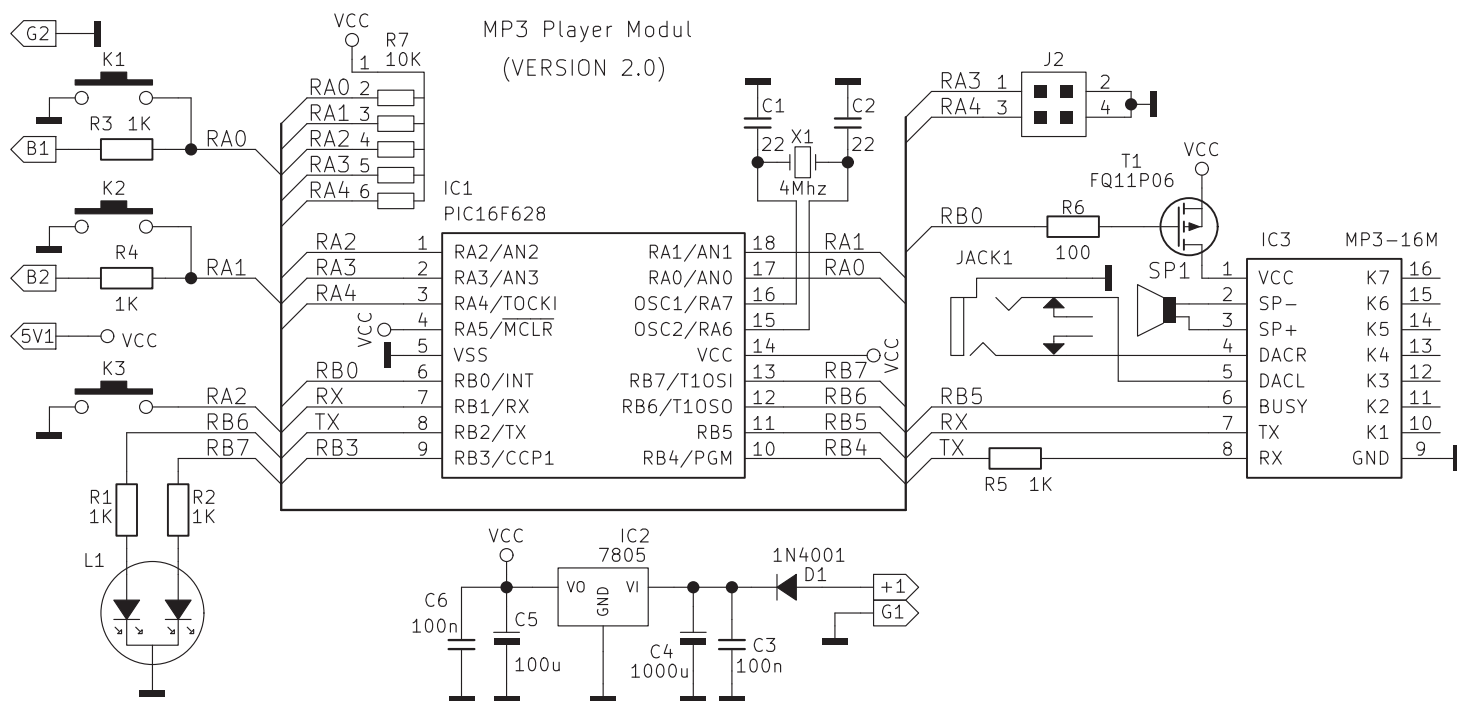 MP3 Player Modul
(VERSION 2.0)
G2
K1
R3 1K
B1
RA0
K2
R4
B2
1K
RA1
5V1
VCC
K3
RA2
RB6
RB7
R1
1K
R2
1K
L1
VCC
R7
10K
1
RA0 2
RA1 3
RA2 4
RA3 5
RA4 6
IC1
PIC16F628
RA2 1 RA2/AN2
RA3 2 RA3/AN3
RA4 3 RA4/TOCKI
VCC 4 RA5/MCLR
5 VSS
RB0 6 RB0/INT
RX 7 RB1/RX
TX 8 RB2/TX
RB3 9 RB3/CCP1
RA1/AN1 18 RA1
RA0/AN0 17 RA0
OSC1/RA7 16
OSC2/RA6 15
VCC 14 VCC
RB7/T1OSI 13 RB7
RB6/T1OSO 12 RB6
RB5 11 RB5
RB4/PGM 10 RB4
C1
22
X1
4Mhz
C2
22
J2
RA3 1 2
RA4 3 4
T1
FQ11P06
VCC
RB0
R6
100
JACK1
SP1
IC3 MP3-16M
1 VCC K7 16
2 SP- K6 15
3 SP+ K5 14
4 DACR K4 13
5 DACL K3 12
RB5 6 BUSY K2 11
RX 7 TX K1 10
TX 8 RX GND 9
R5 1K
VCC
IC2
7805
VO VI
GND
C6
100n
C5
100u
C4
1000u
C3
100n
1N4001
D1
+1
G1